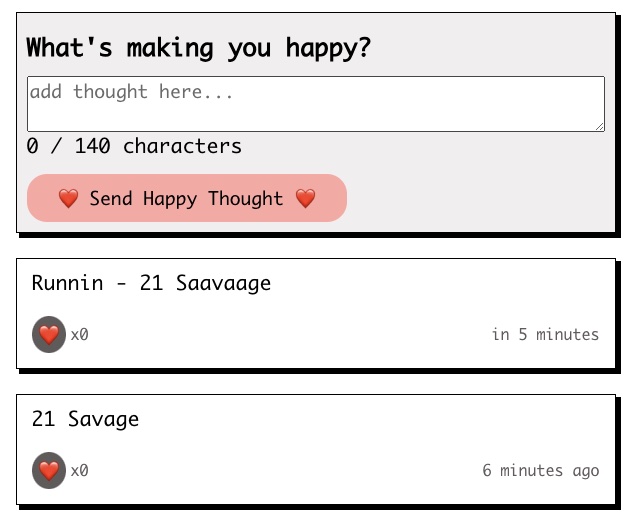 What's making you happy?
add thought here...
0 / 140 characters
❤️ Send Happy Thought ❤️
Runnin - 21 Saavaage
❤️ x0
in 5 minutes
21 Savage
❤️ x0
6 minutes ago